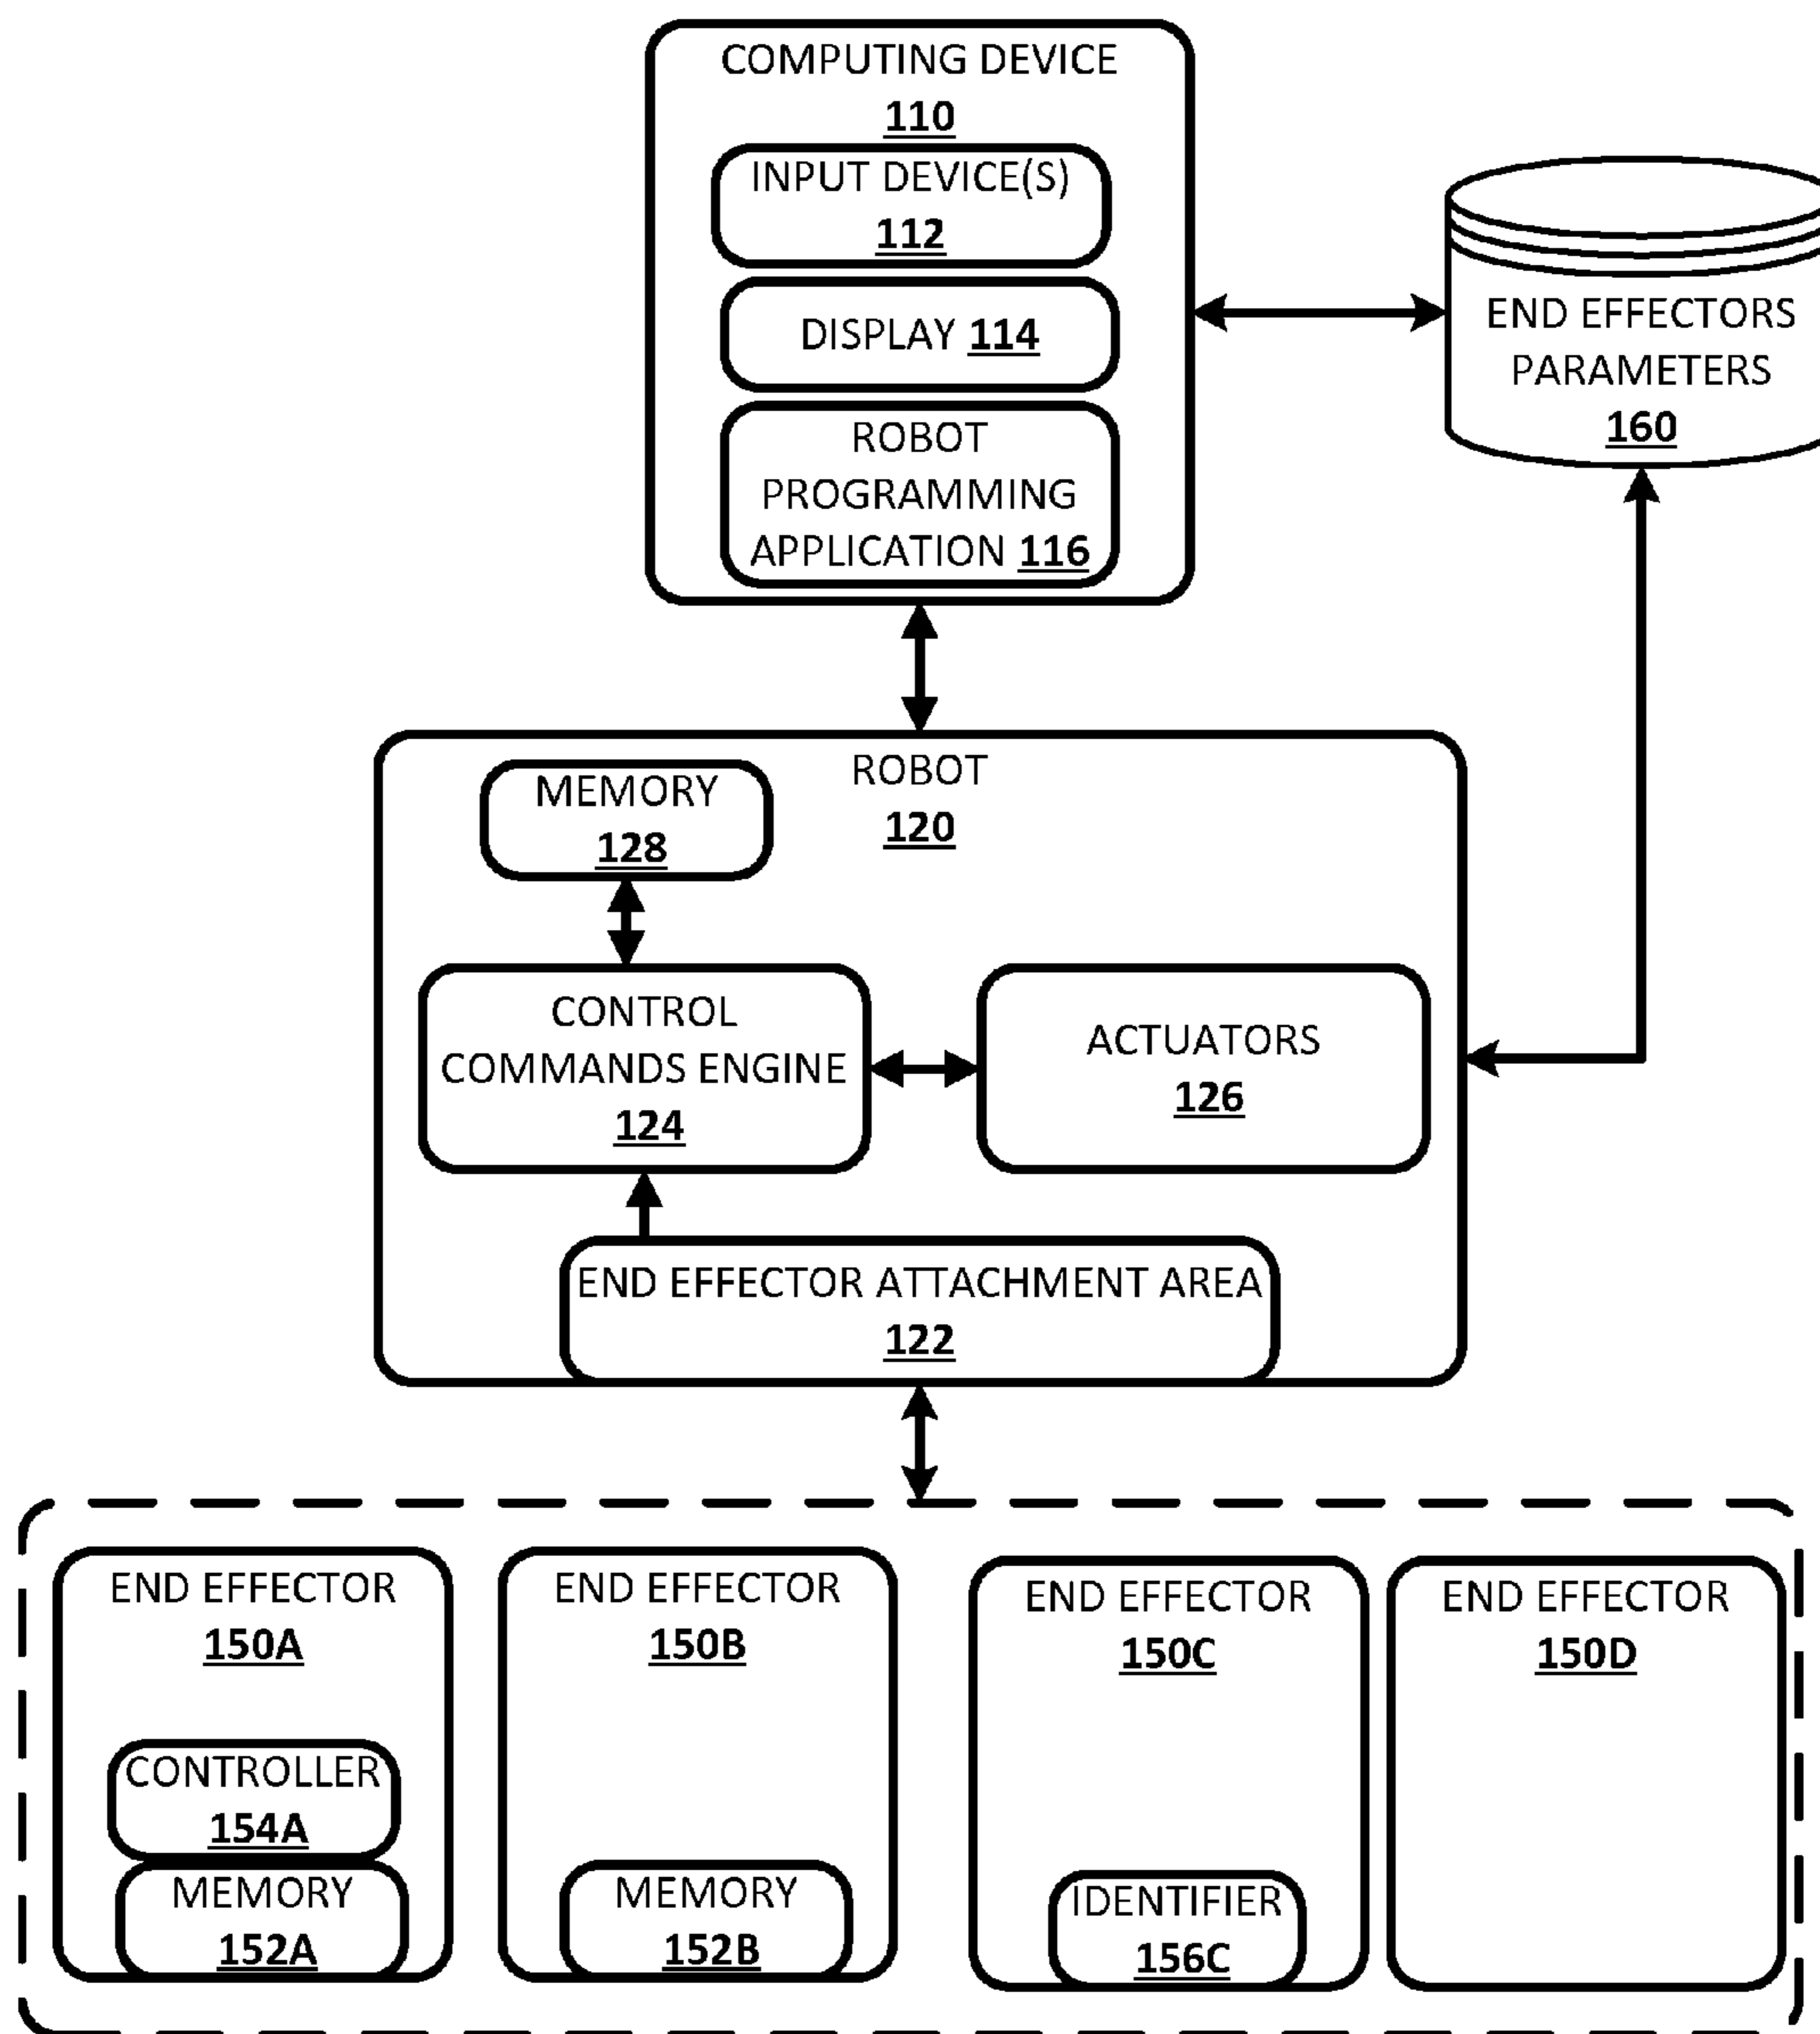 COMPUTING DEVICE
110
INPUT DEVICE(S)
112
DISPLAY 114
ROBOT
PROGRAMMING
APPLICATION 116
END EFFECTORS
PARAMETERS
160
ROBOT
120
MEMORY
128
CONTROL
COMMANDS ENGINE
124
ACTUATORS
126
END EFFECTOR ATTACHMENT AREA
122
END EFFECTOR
150A
CONTROLLER
154A
MEMORY
152A
END EFFECTOR
150B
MEMORY
152B
END EFFECTOR
150C
IDENTIFIER
156C
END EFFECTOR
150D